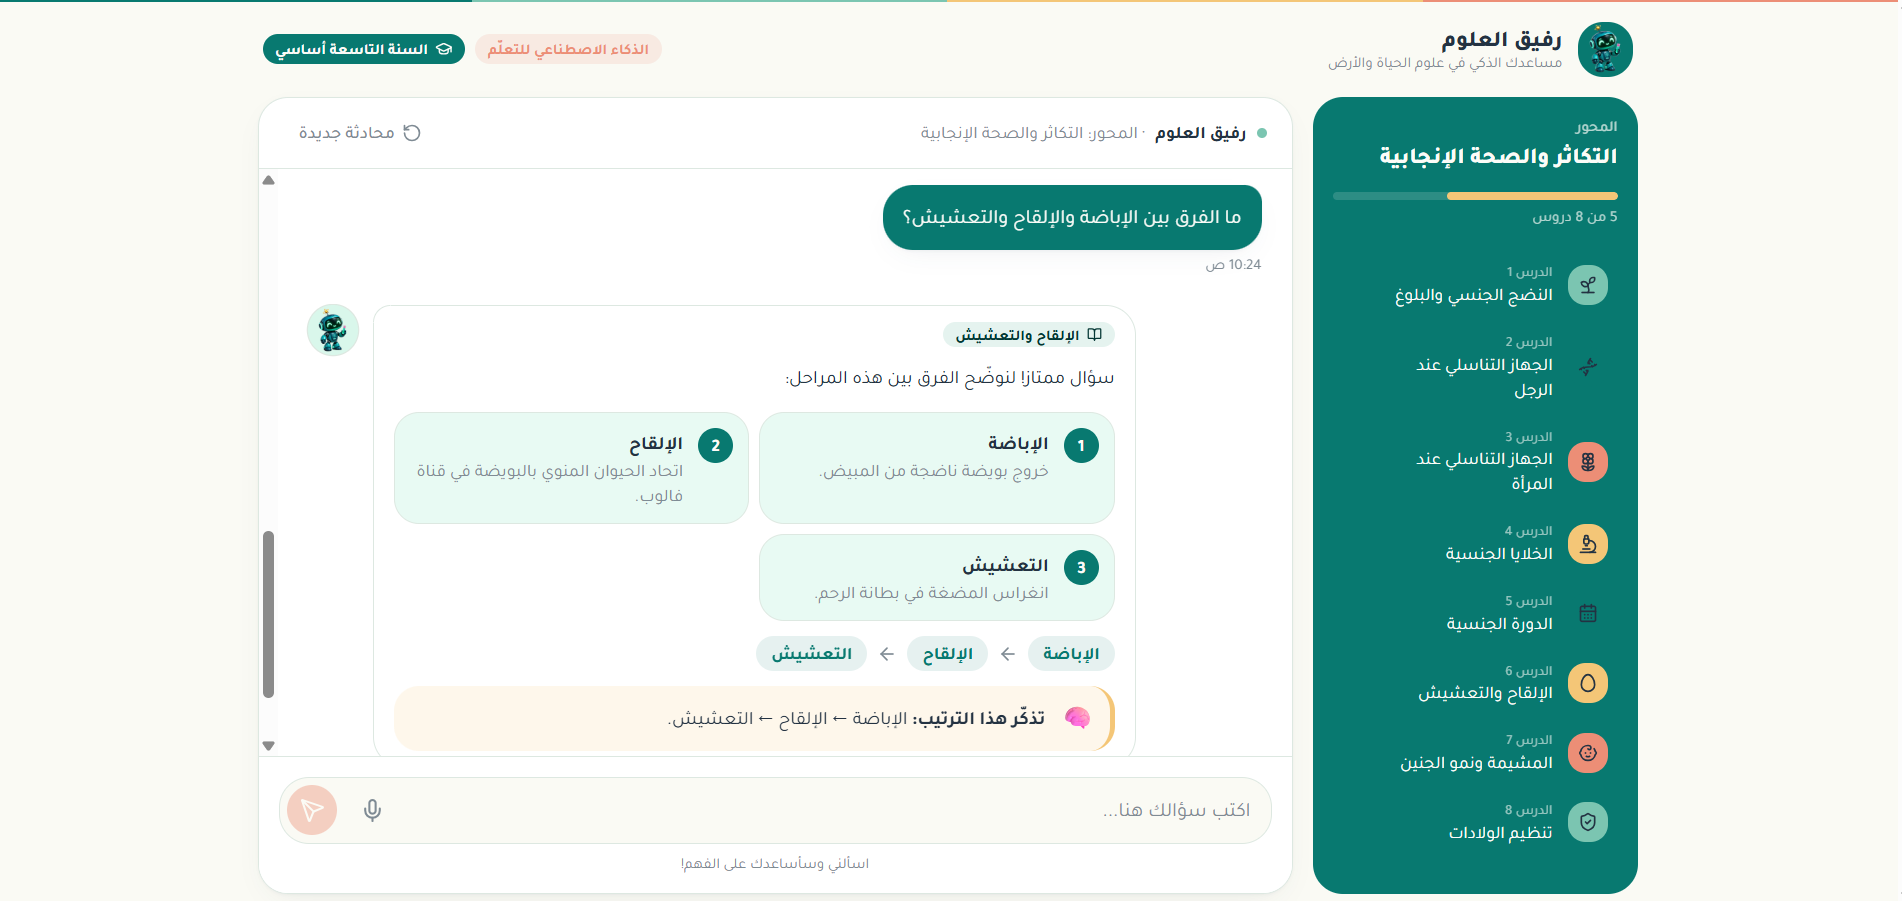 رفيق العلوم
مساعدك الذكي في علوم الحياة والأرض
الذكاء الاصطناعي للتعلّم
السنة التاسعة أساسي
المحور
التكاثر والصحة الإنجابية
5 من 8 دروس
الدرس 1
النضج الجنسي والبلوغ
الدرس 2
الجهاز التناسلي عند
الرجل
الدرس 3
الجهاز التناسلي عند
المرأة
الدرس 4
الخلايا الجنسية
الدرس 5
الدورة الجنسية
الدرس 6
الإلقاح والتعشيش
الدرس 7
المشيمة ونمو الجنين
الدرس 8
تنظيم الولادات
رفيق العلوم · المحور: التكاثر والصحة الإنجابية
محادثة جديدة
ما الفرق بين الإباضة والإلقاح والتعشيش؟
10:24 ص
الإلقاح والتعشيش
سؤال ممتاز! لنوضّح الفرق بين هذه المراحل:
1
الإباضة
خروج بويضة ناضجة من المبيض.
2
الإلقاح
اتحاد الحيوان المنوي بالبويضة في قناة
فالوب.
3
التعشيش
انغراس المضغة في بطانة الرحم.
الإباضة ← الإلقاح ← التعشيش
تذكّر هذا الترتيب: الإباضة ← الإلقاح ← التعشيش.
اكتب سؤالك هنا...
اسألني وسأساعدك على الفهم!